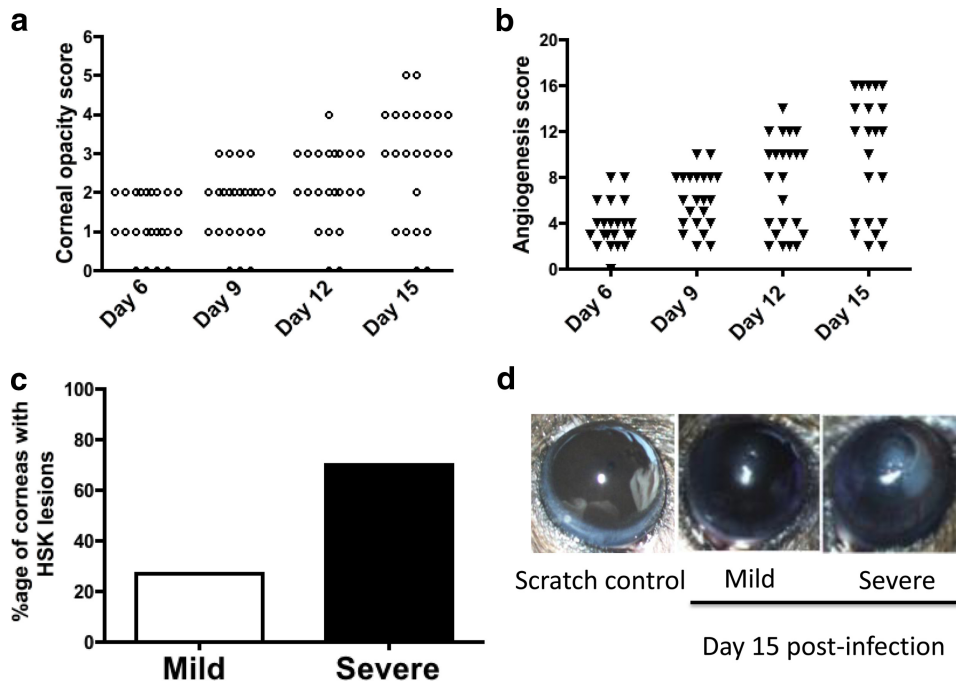 a
Corneal opacity score
6
5
4
3
2
1
0
Day 6
Day 9
Day 12
Day 15
b
Angiogenesis score
20
16
12
8
4
0
Day 6
Day 9
Day 12
Day 15
c
%age of corneas with
HSK lesions
100
80
60
40
20
0
Mild
Severe
d
Scratch control
Mild
Severe
Day 15 post-infection